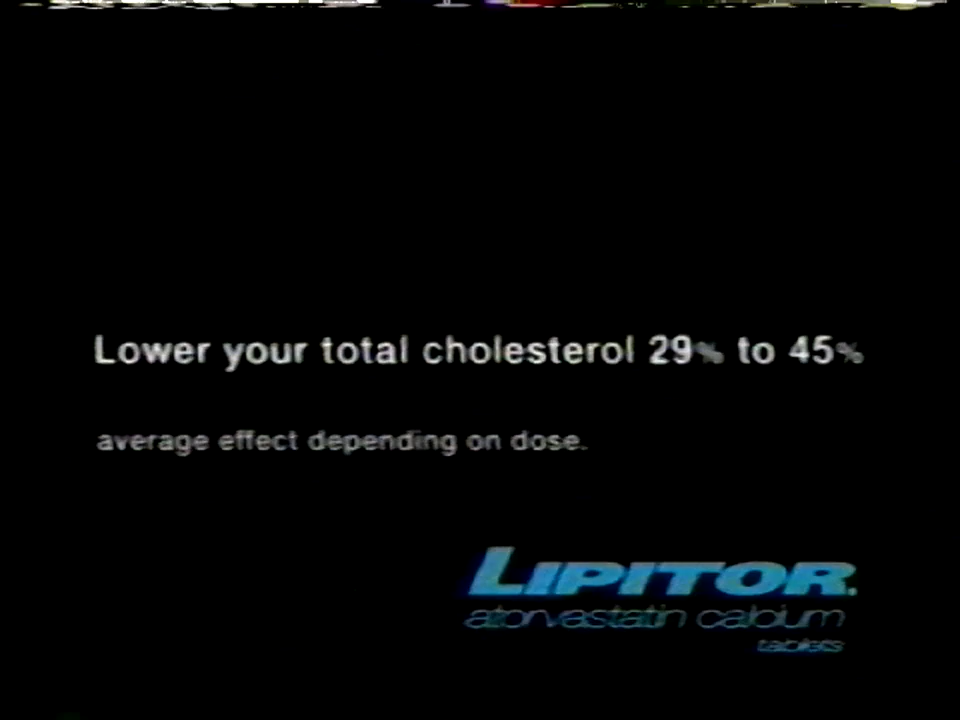 Lower your total cholesterol 29% to 45%
average effect depending on dose.
LIPITOR®
atorvastatin calcium
tablets